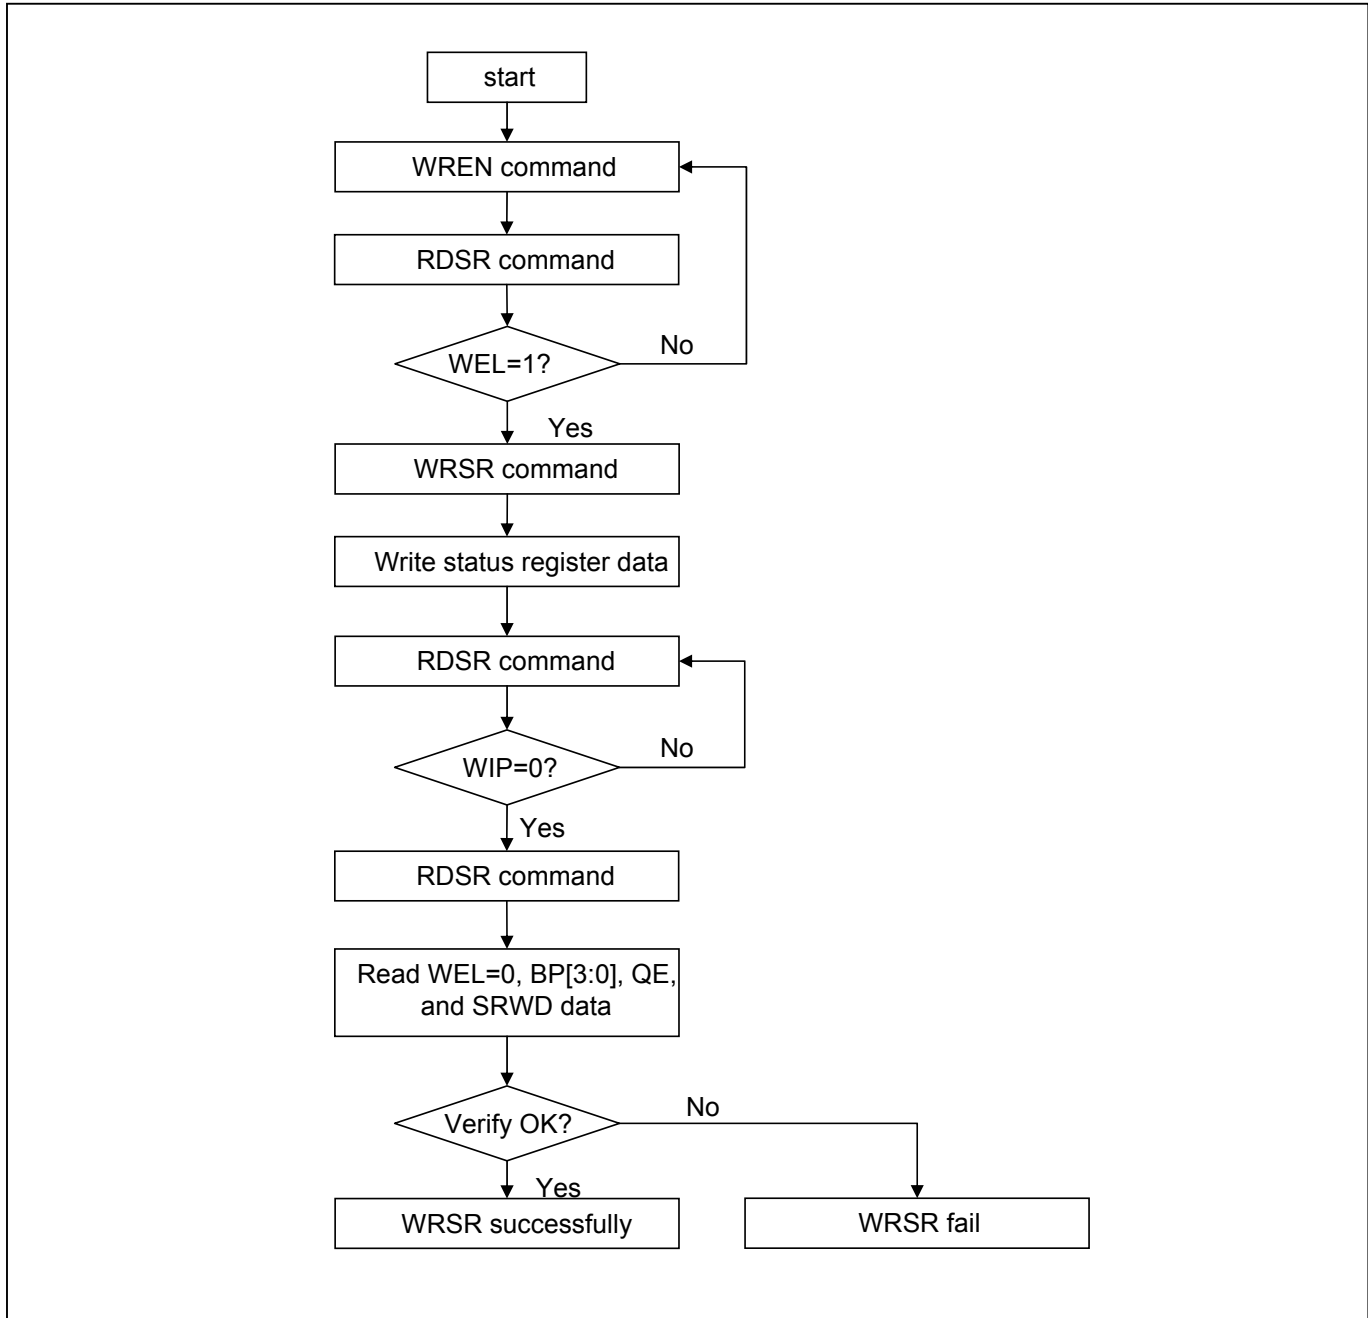 start
WREN command
RDSR command
WEL=1?
No
Yes
WRSR command
Write status register data
RDSR command
WIP=0?
No
Yes
RDSR command
Read WEL=0, BP[3:0], QE,
and SRWD data
Verify OK?
No
Yes
WRSR successfully
WRSR fail